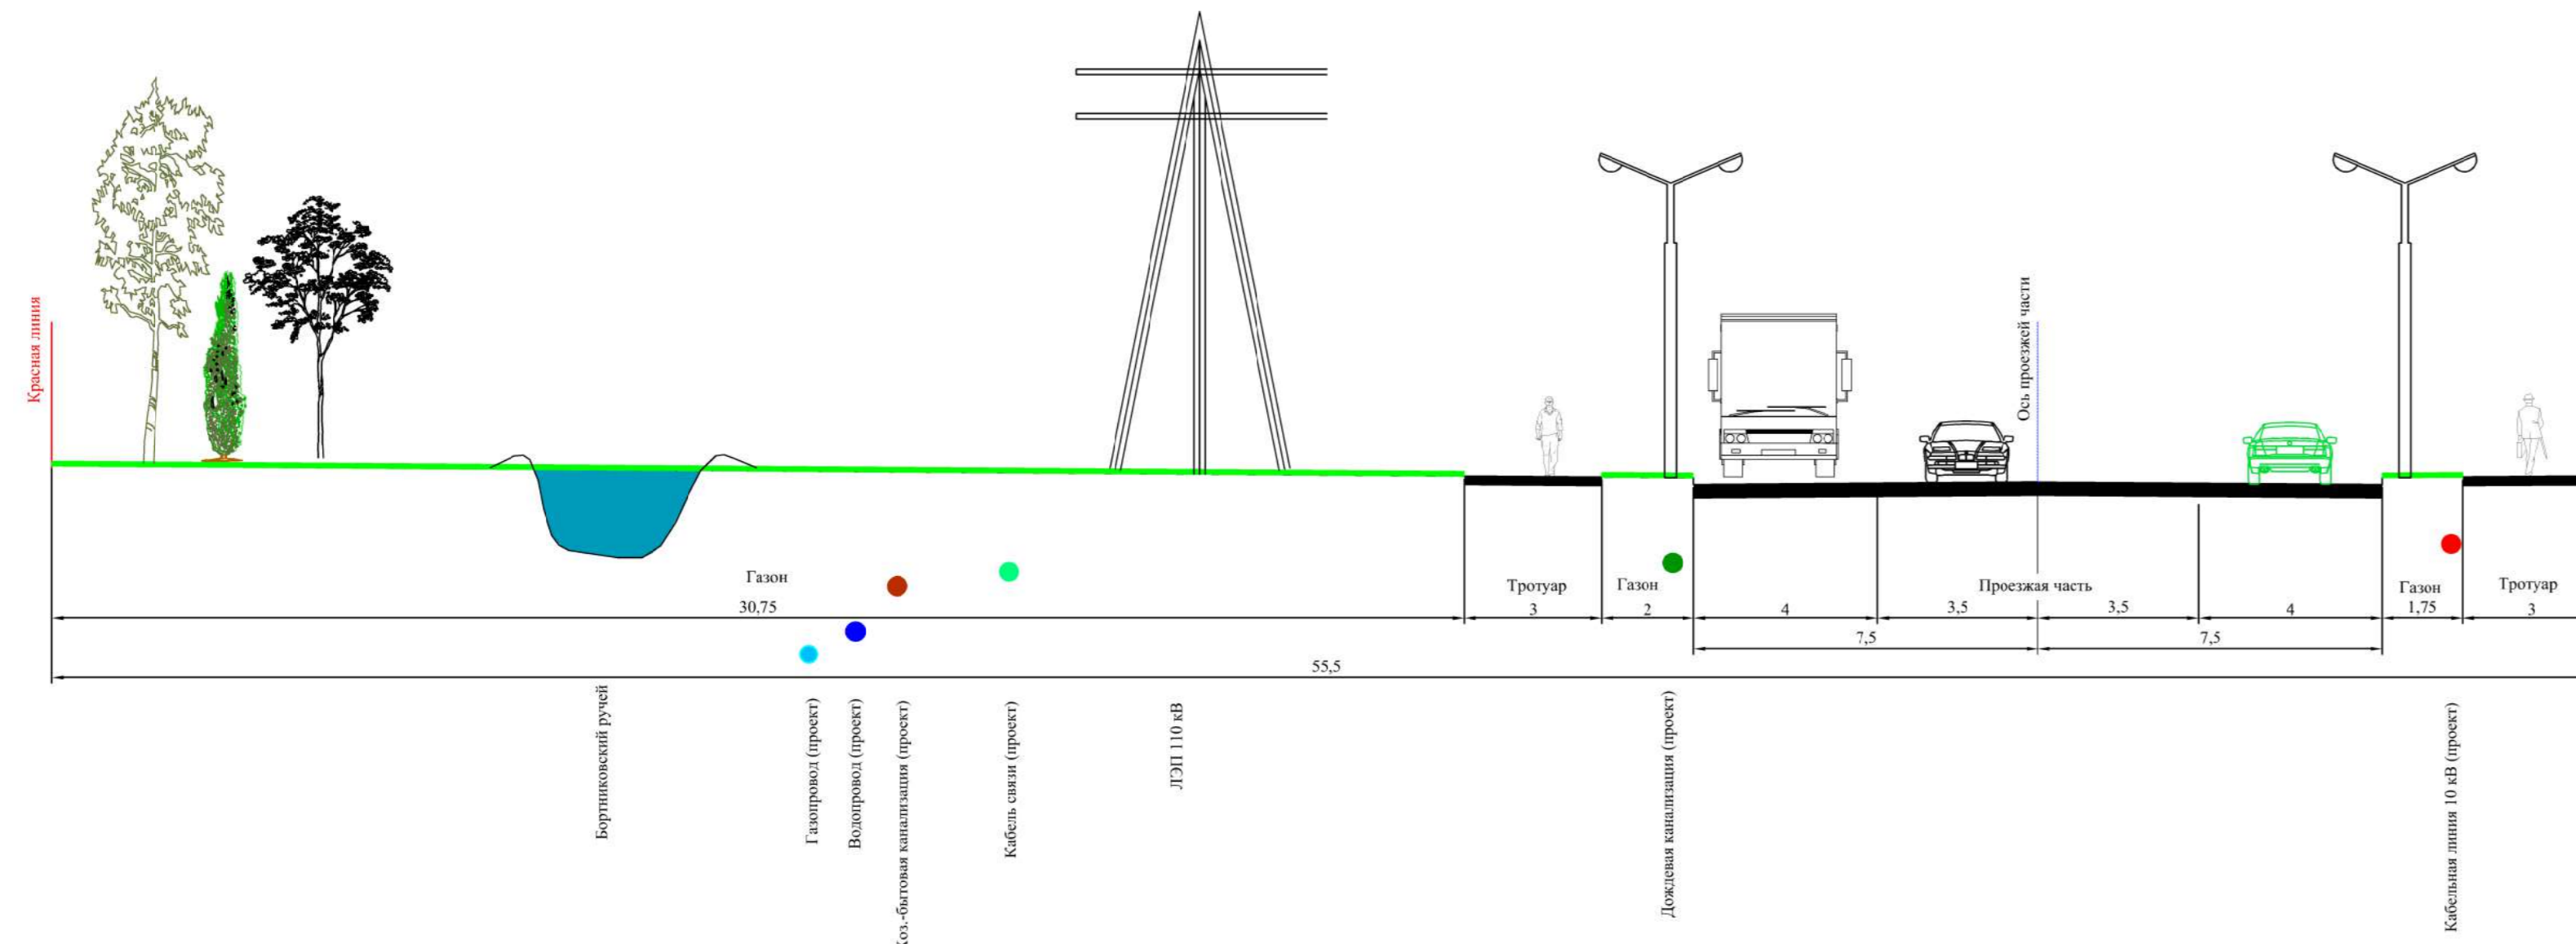 Красная линия
Ось проезжей части
Газон
30,75
Тротуар
3
Газон
2
Проезжая часть
4
3,5
3,5
4
Газон
1,75
Тротуар
3
7,5
7,5
55,5
Бортниковский ручей
Газопровод (проект)
Водопровод (проект)
Хоз.-бытовая канализация (проект)
Кабель связи (проект)
ЛЭП 110 кВ
Дождевая канализация (проект)
Кабельная линия 10 кВ (проект)